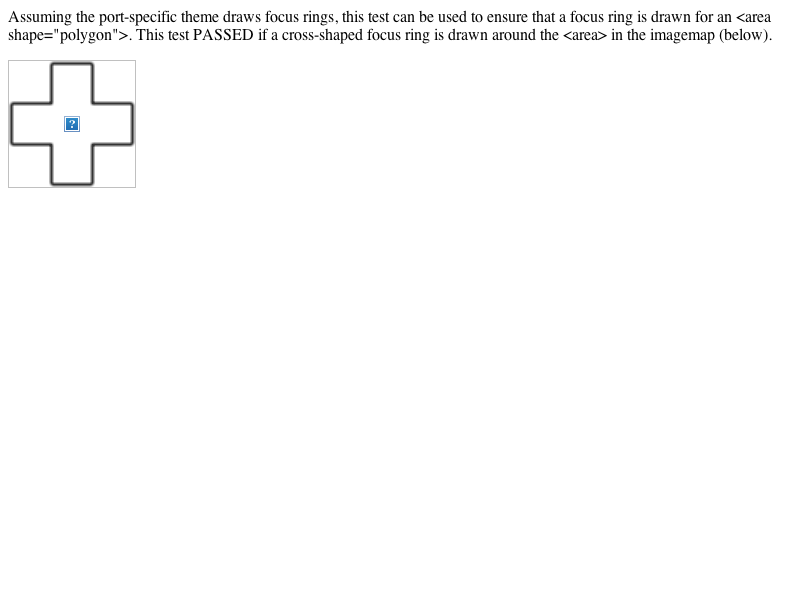 Assuming the port-specific theme draws focus rings, this test can be used to ensure that a focus ring is drawn for an <area
shape="polygon">. This test PASSED if a cross-shaped focus ring is drawn around the <area> in the imagemap (below).
?